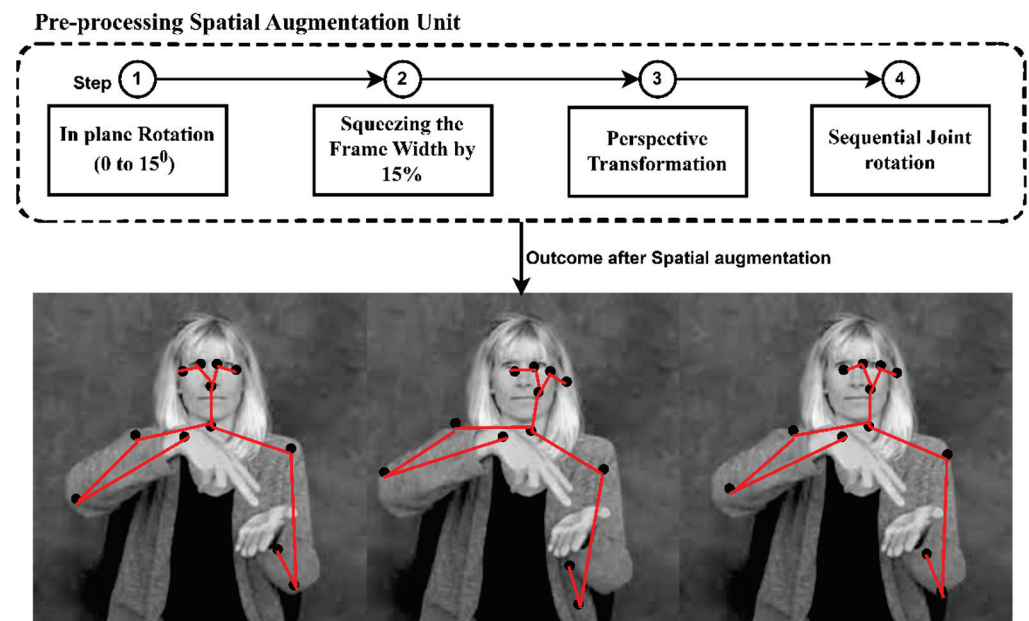 Pre-processing Spatial Augmentation Unit
Step 1 2 3 4
In plane Rotation
(0 to 15⁰)
Squeezing the
Frame Width by
15%
Perspective
Transformation
Sequential Joint
rotation
Outcome after Spatial augmentation